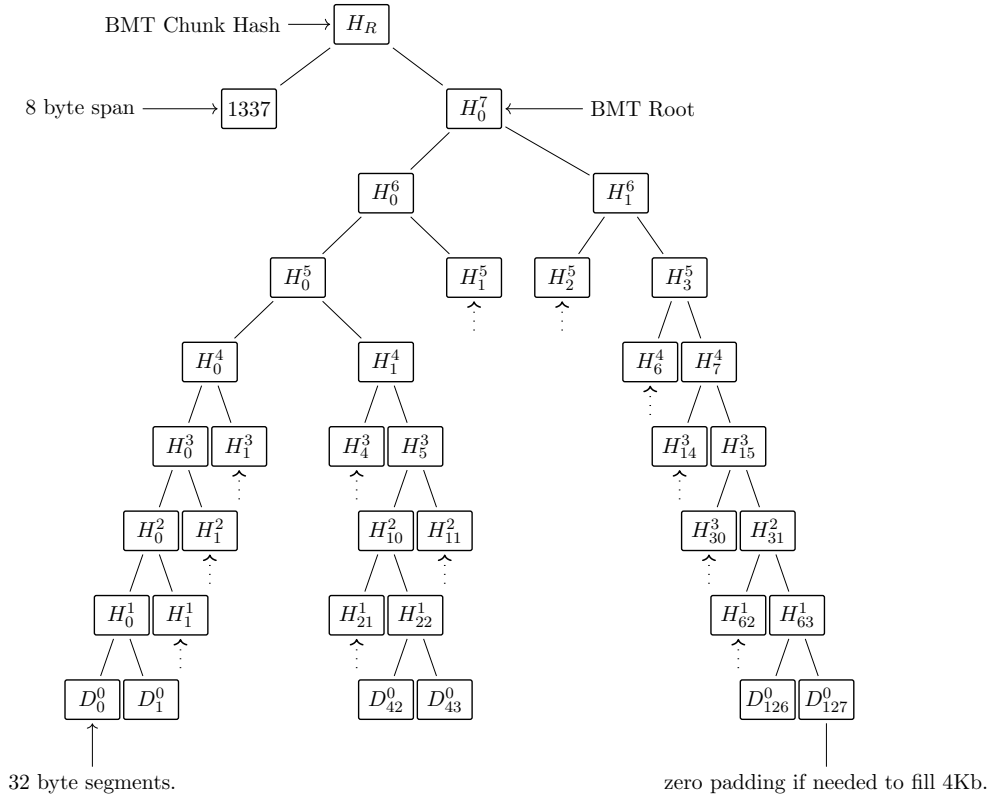 BMT Chunk Hash H_R
8 byte span 1337 H_0^7 BMT Root
H_0^6 H_1^6
H_0^5 H_1^5 H_2^5 H_3^5
H_0^4 H_1^4 H_6^4 H_7^4
H_0^3 H_1^3 H_4^3 H_5^3 H_14^3 H_15^3
H_0^2 H_1^2 H_10^2 H_11^2 H_30^3 H_31^2
H_0^1 H_1^1 H_21^1 H_22^1 H_62^1 H_63^1
D_0^0 D_1^0 D_42^0 D_43^0 D_126^0 D_127^0
32 byte segments. zero padding if needed to fill 4Kb.